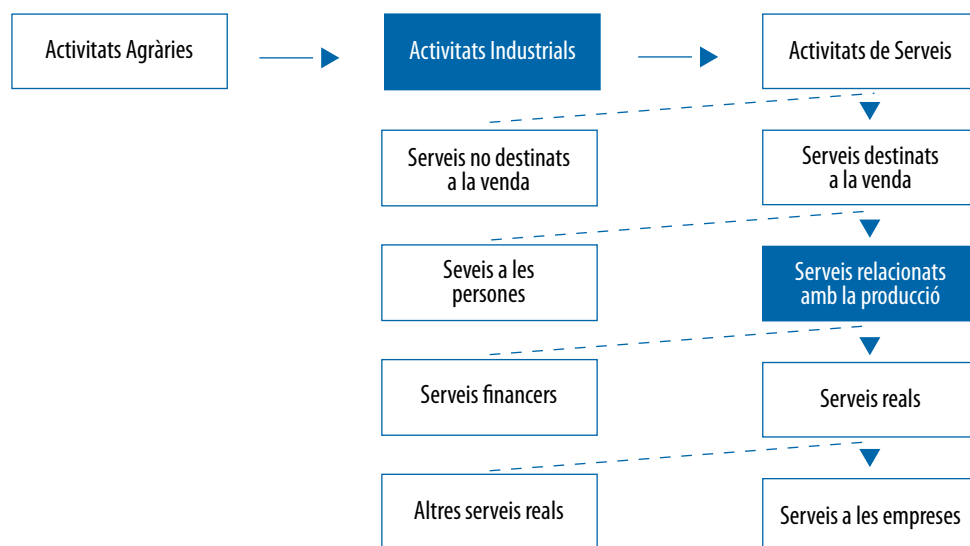 Activitats Agràries
Activitats Industrials
Activitats de Serveis
Serveis no destinats
a la venda
Serveis destinats
a la venda
Seveis a les
persones
Serveis relacionats
amb la producció
Serveis financers
Serveis reals
Altres serveis reals
Serveis a les empreses